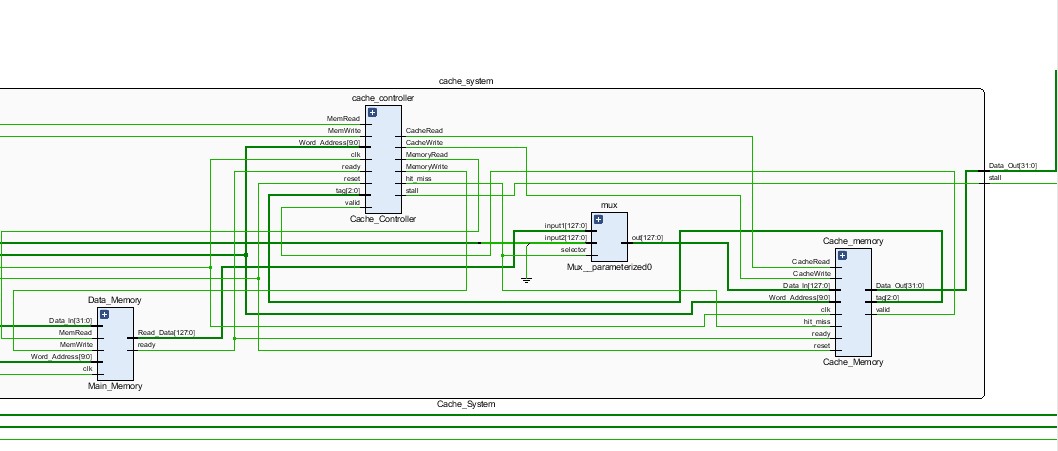 cache_system
cache_controller
MemRead
MemWrite
Word_Address[9:0]
clk
ready
reset
tag[2:0]
valid
CacheRead
CacheWrite
MemoryRead
MemoryWrite
hit_miss
stall
Cache_Controller
mux
input1[127:0]
input2[127:0]
selector
out[127:0]
Mux__parameterized0
Cache_memory
CacheRead
CacheWrite
Data_In[127:0]
Word_Address[9:0]
clk
hit_miss
ready
reset
Data_Out[31:0]
tag[2:0]
valid
Cache_Memory
Data_Out[31:0]
stall
Data_Memory
Data_In[31:0]
MemRead
MemWrite
Word_Address[9:0]
clk
Read_Data[127:0]
ready
Main_Memory
Cache_System